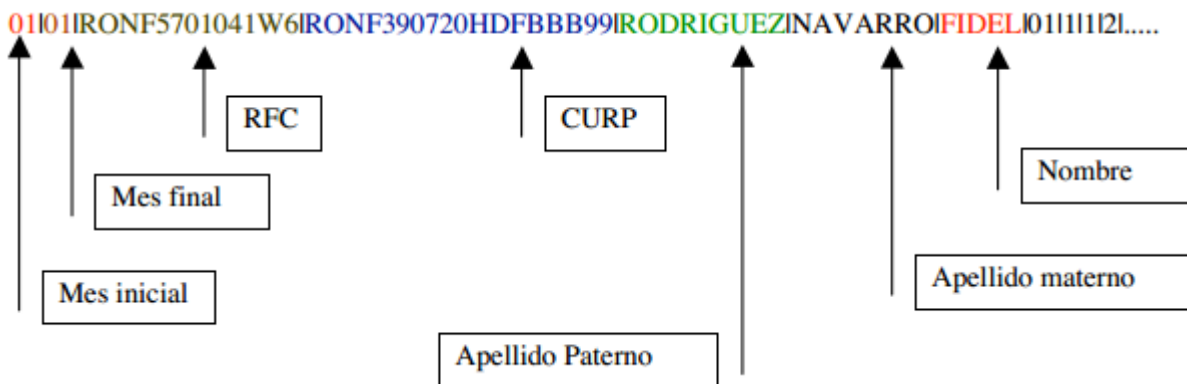 01|01|RONF5701041W6|RONF390720HDFBBB99|RODRIGUEZ|NAVARRO|FIDEL|01|1|1|2|.....
RFC
CURP
Nombre
Mes final
Apellido materno
Mes inicial
Apellido Paterno